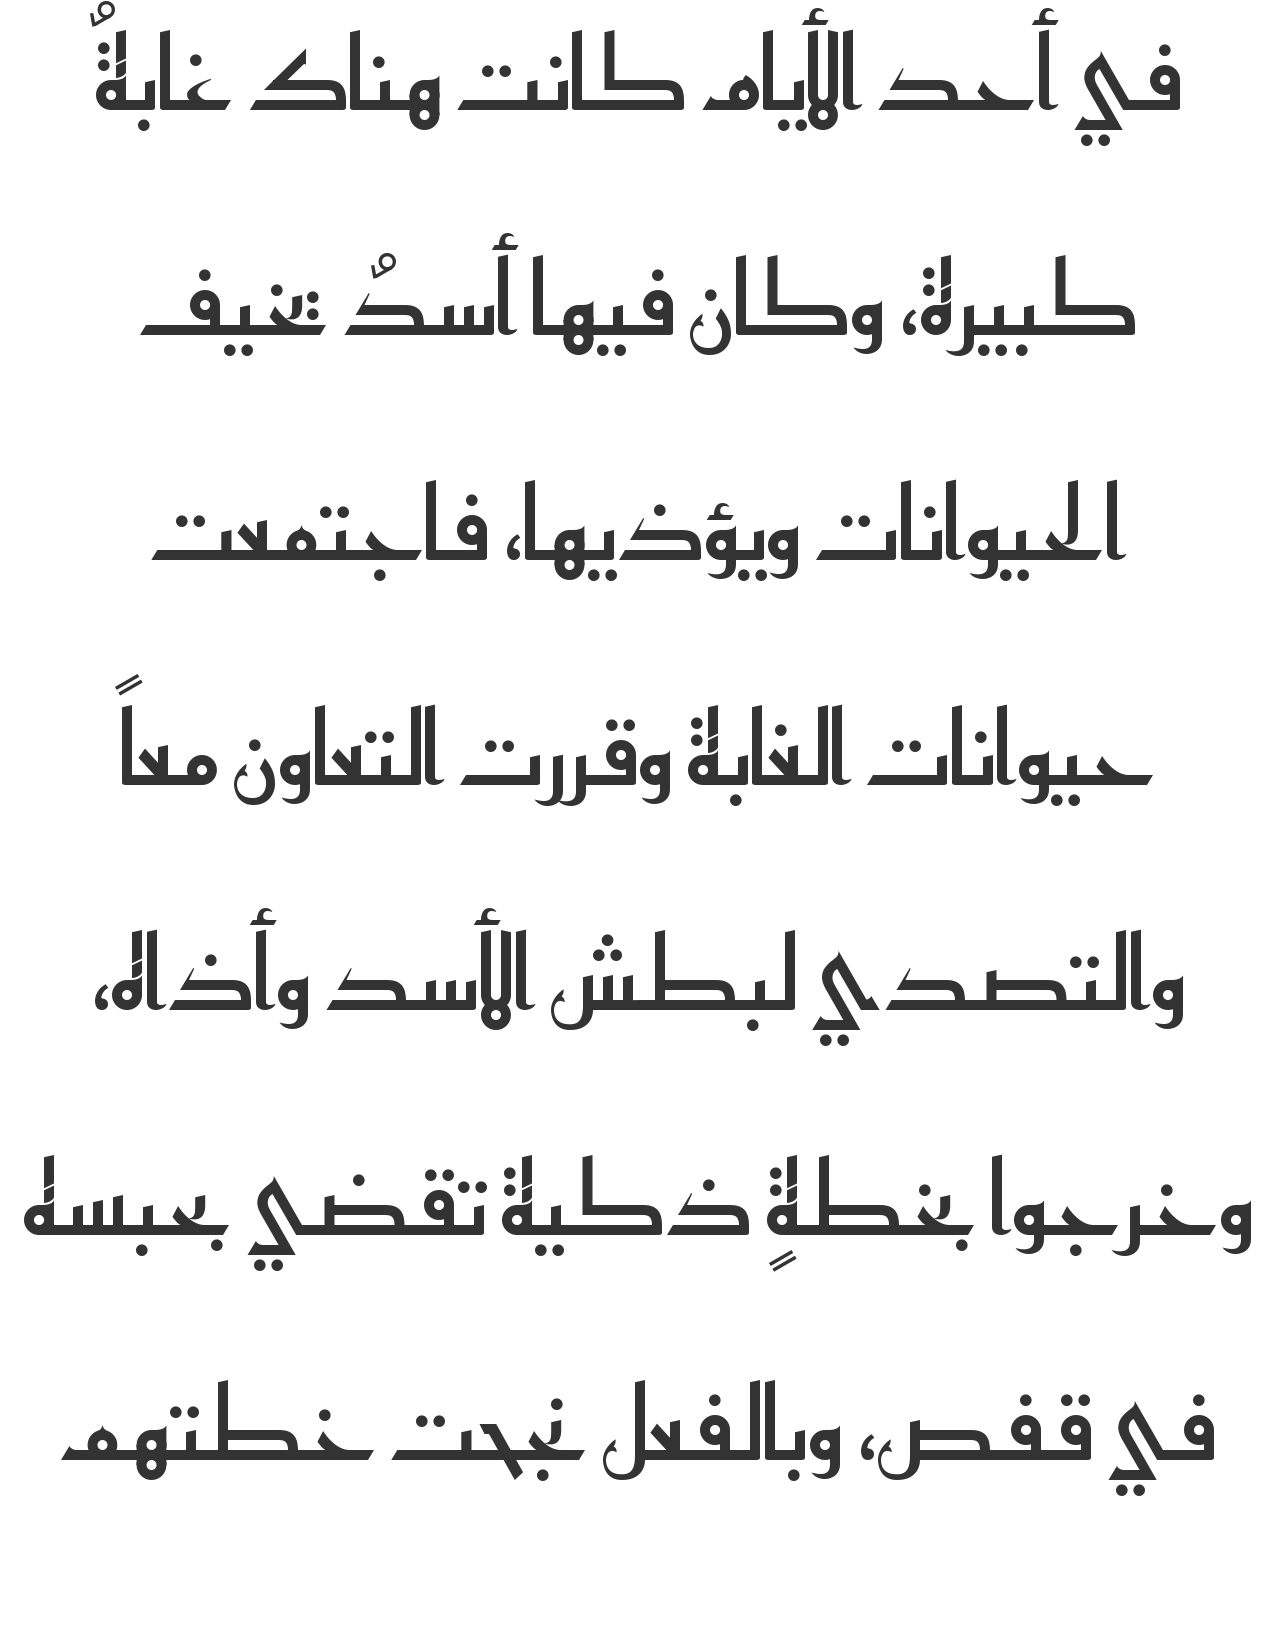 في أحد الأيام كانت هناك غابةٌ
كبيرة، وكان فيها أسدٌ يخيف
الحيوانات ويؤذيها، فاجتمعت
حيوانات الغابة وقررت التعاون معاً
والتصدي لبطش الأسد وأذاه،
وخرجوا بخطةٍ ذكية تقضي بحبسه
في قفص، وبالفعل نجحت خطتهم